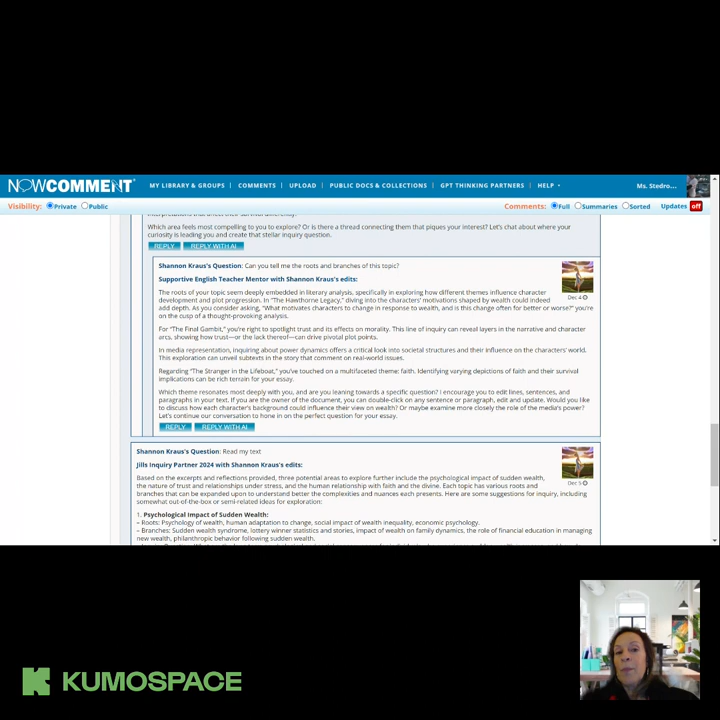 NOWCOMMENT®
MY LIBRARY & GROUPS | COMMENTS | UPLOAD | PUBLIC DOCS & COLLECTIONS | GPT THINKING PARTNERS | HELP
Ms. Stedro...
Visibility: Private Public
Comments: Full Summaries Sorted Updates off
Which area feels most compelling to you to explore? Or is there a thread connecting them that piques your interest? Let's chat about where your
curiosity is leading you and create that stellar inquiry question.
REPLY REPLY WITH AI
Shannon Kraus's Question: Can you tell me the roots and branches of this topic?
Supportive English Teacher Mentor with Shannon Kraus's edits:
Dec 4
The roots of your topic seem deeply embedded in literary analysis, specifically in exploring how different themes influence character
development and plot progression. In "The Hawthorne Legacy," diving into the characters' motivations shaped by wealth could indeed
add depth. As you consider asking, "What motivates characters to change in response to wealth, and is this change often for better or worse?" you're
on the cusp of a thought-provoking analysis.
For "The Final Gambit," you're right to spotlight trust and its effects on morality. This line of inquiry can reveal layers in the narrative and character
arcs, showing how trust—or the lack thereof—can drive pivotal plot points.
In media representation, inquiring about power dynamics offers a critical look into societal structures and their influence on the characters' world.
This exploration could unveil subtexts in the story that comment on real-world issues.
Regarding "The Stranger in the Lifeboat," you've touched on a multifaceted theme: faith. Identifying varying depictions of faith and their survival
implications can be rich terrain for your essay.
Which theme resonates most deeply with you, and are you leaning towards a specific question? I encourage you to edit lines, sentences, and
paragraphs in your text. If you are the owner of the document, you can double-click on any sentence or paragraph, edit and update. Would you like
to discuss how each character's background could influence their view on wealth? Or maybe examine more closely the role of the media's power?
Let's continue our conversation to hone in on the perfect question for your essay.
REPLY REPLY WITH AI
Shannon Kraus's Question: Read my text
Jills Inquiry Partner 2024 with Shannon Kraus's edits:
Dec 5
Based on the excerpts and reflections provided, three potential areas to explore further include the psychological impact of sudden wealth,
the nature of trust and relationships under stress, and the human relationship with faith and the divine. Each topic has various roots and
branches that can be expanded upon to understand better the complexities and nuances each presents. Here are some suggestions for inquiry, including
somewhat out-of-the-box or semi-related ideas for exploration:
1. Psychological Impact of Sudden Wealth:
– Roots: Psychology of wealth, human adaptation to change, social impact of wealth inequality, economic psychology.
– Branches: Sudden wealth syndrome, lottery winner statistics and stories, impact of wealth on family dynamics, the role of financial education in managing
new wealth, philanthropic behavior following sudden wealth.
KUMOSPACE